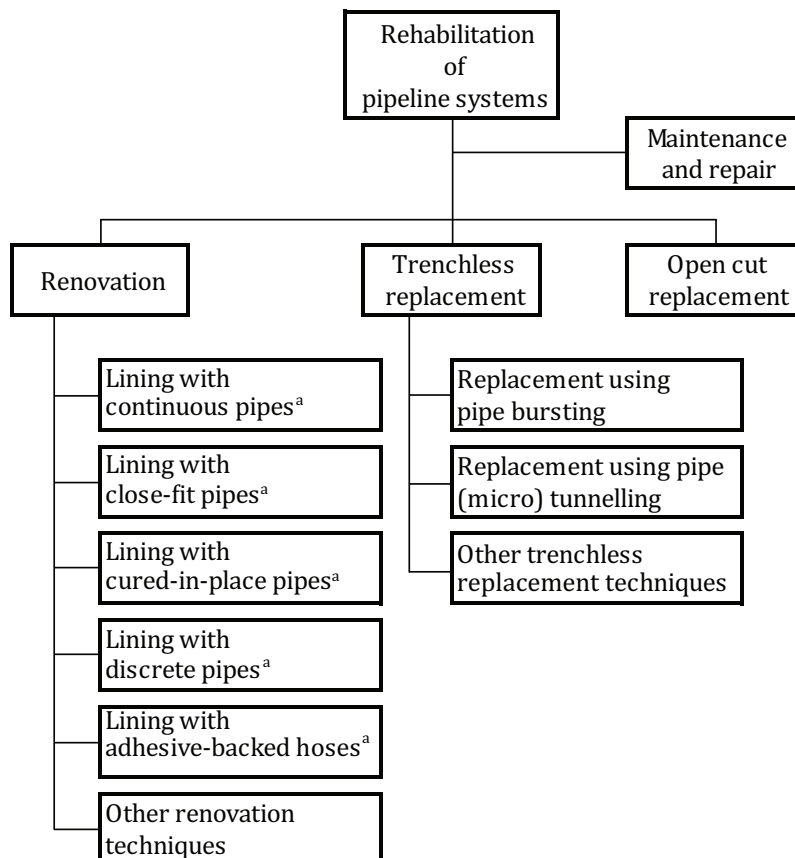 Rehabilitation
of
pipeline systems
Maintenance
and repair
Renovation
Trenchless
replacement
Open cut
replacement
Lining with
continuous pipesᵃ
Lining with
close-fit pipesᵃ
Lining with
cured-in-place pipesᵃ
Lining with
discrete pipesᵃ
Lining with
adhesive-backed hosesᵃ
Other renovation
techniques
Replacement using
pipe bursting
Replacement using pipe
(micro) tunnelling
Other trenchless
replacement techniques